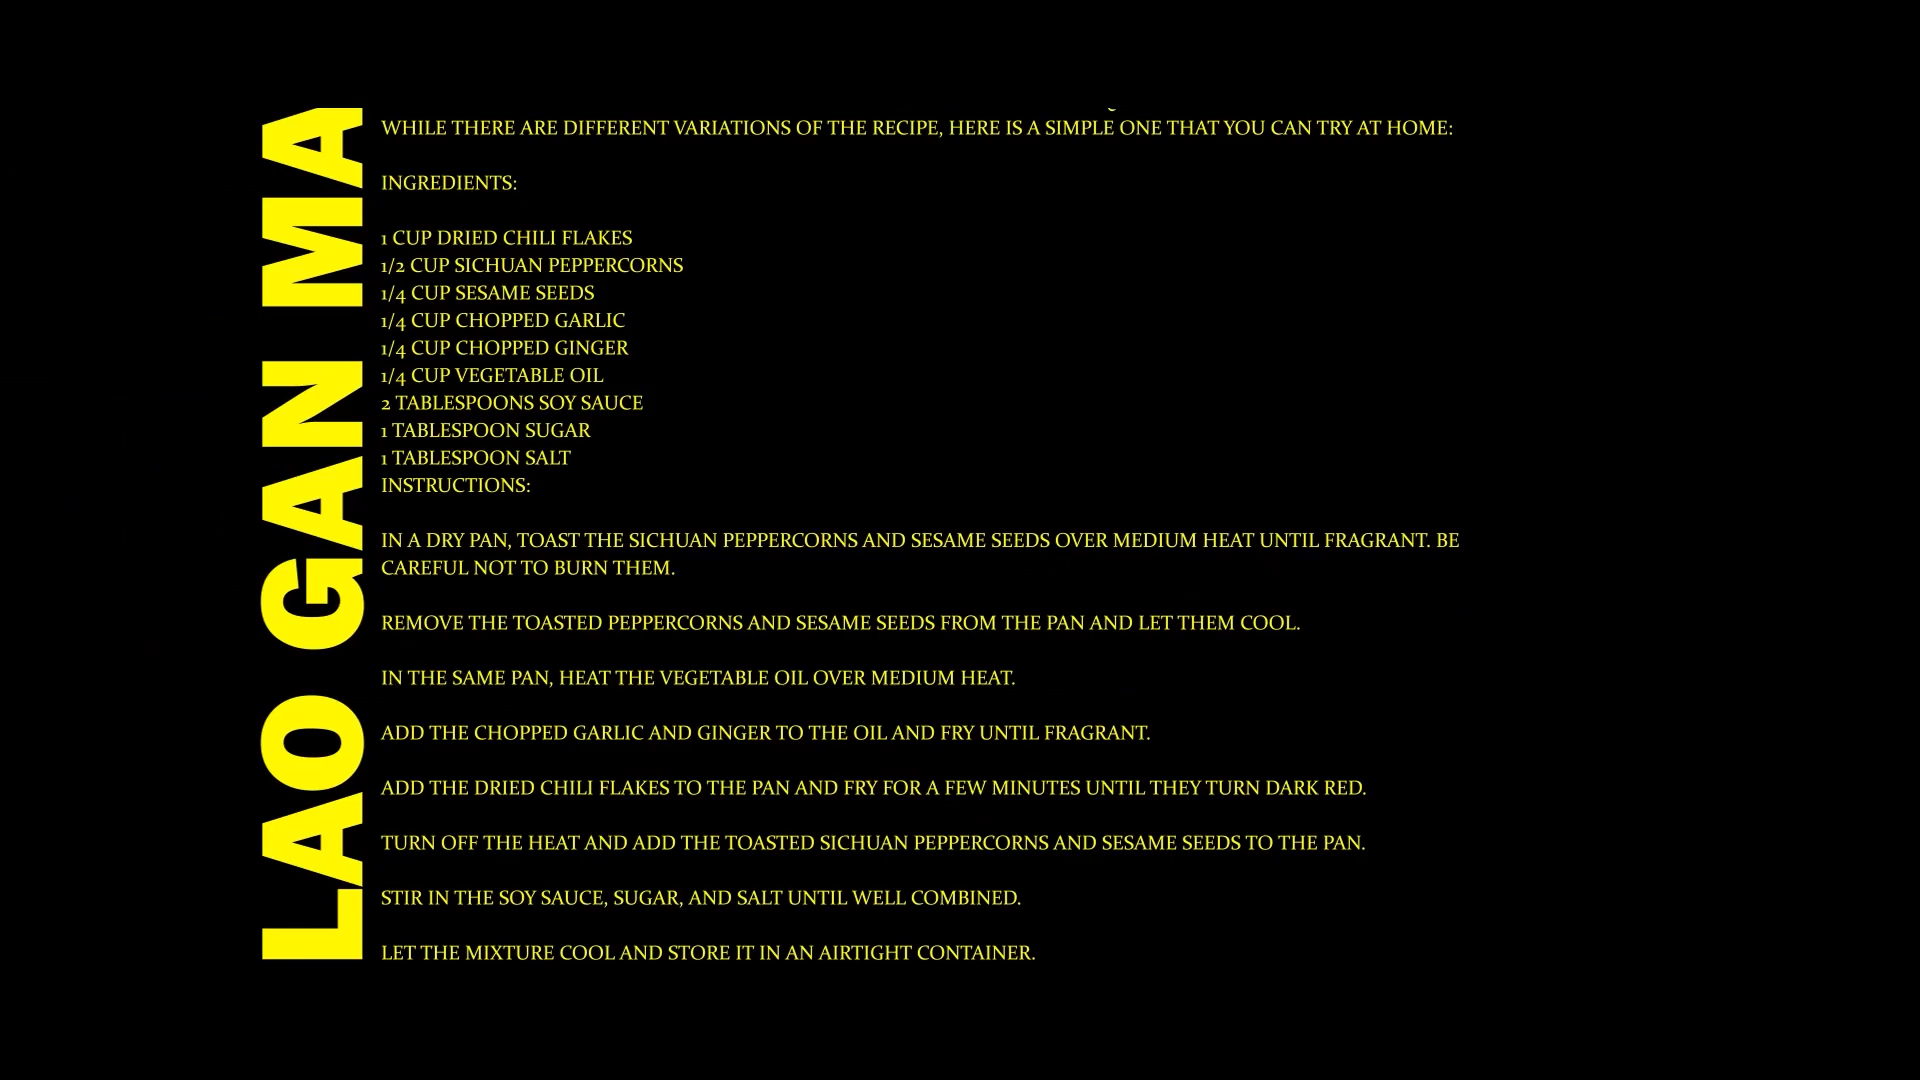 LAO GAN MA
WHILE THERE ARE DIFFERENT VARIATIONS OF THE RECIPE, HERE IS A SIMPLE ONE THAT YOU CAN TRY AT HOME:
INGREDIENTS:
1 CUP DRIED CHILI FLAKES
1/2 CUP SICHUAN PEPPERCORNS
1/4 CUP SESAME SEEDS
1/4 CUP CHOPPED GARLIC
1/4 CUP CHOPPED GINGER
1/4 CUP VEGETABLE OIL
2 TABLESPOONS SOY SAUCE
1 TABLESPOON SUGAR
1 TABLESPOON SALT
INSTRUCTIONS:
IN A DRY PAN, TOAST THE SICHUAN PEPPERCORNS AND SESAME SEEDS OVER MEDIUM HEAT UNTIL FRAGRANT. BE
CAREFUL NOT TO BURN THEM.
REMOVE THE TOASTED PEPPERCORNS AND SESAME SEEDS FROM THE PAN AND LET THEM COOL.
IN THE SAME PAN, HEAT THE VEGETABLE OIL OVER MEDIUM HEAT.
ADD THE CHOPPED GARLIC AND GINGER TO THE OIL AND FRY UNTIL FRAGRANT.
ADD THE DRIED CHILI FLAKES TO THE PAN AND FRY FOR A FEW MINUTES UNTIL THEY TURN DARK RED.
TURN OFF THE HEAT AND ADD THE TOASTED SICHUAN PEPPERCORNS AND SESAME SEEDS TO THE PAN.
STIR IN THE SOY SAUCE, SUGAR, AND SALT UNTIL WELL COMBINED.
LET THE MIXTURE COOL AND STORE IT IN AN AIRTIGHT CONTAINER.